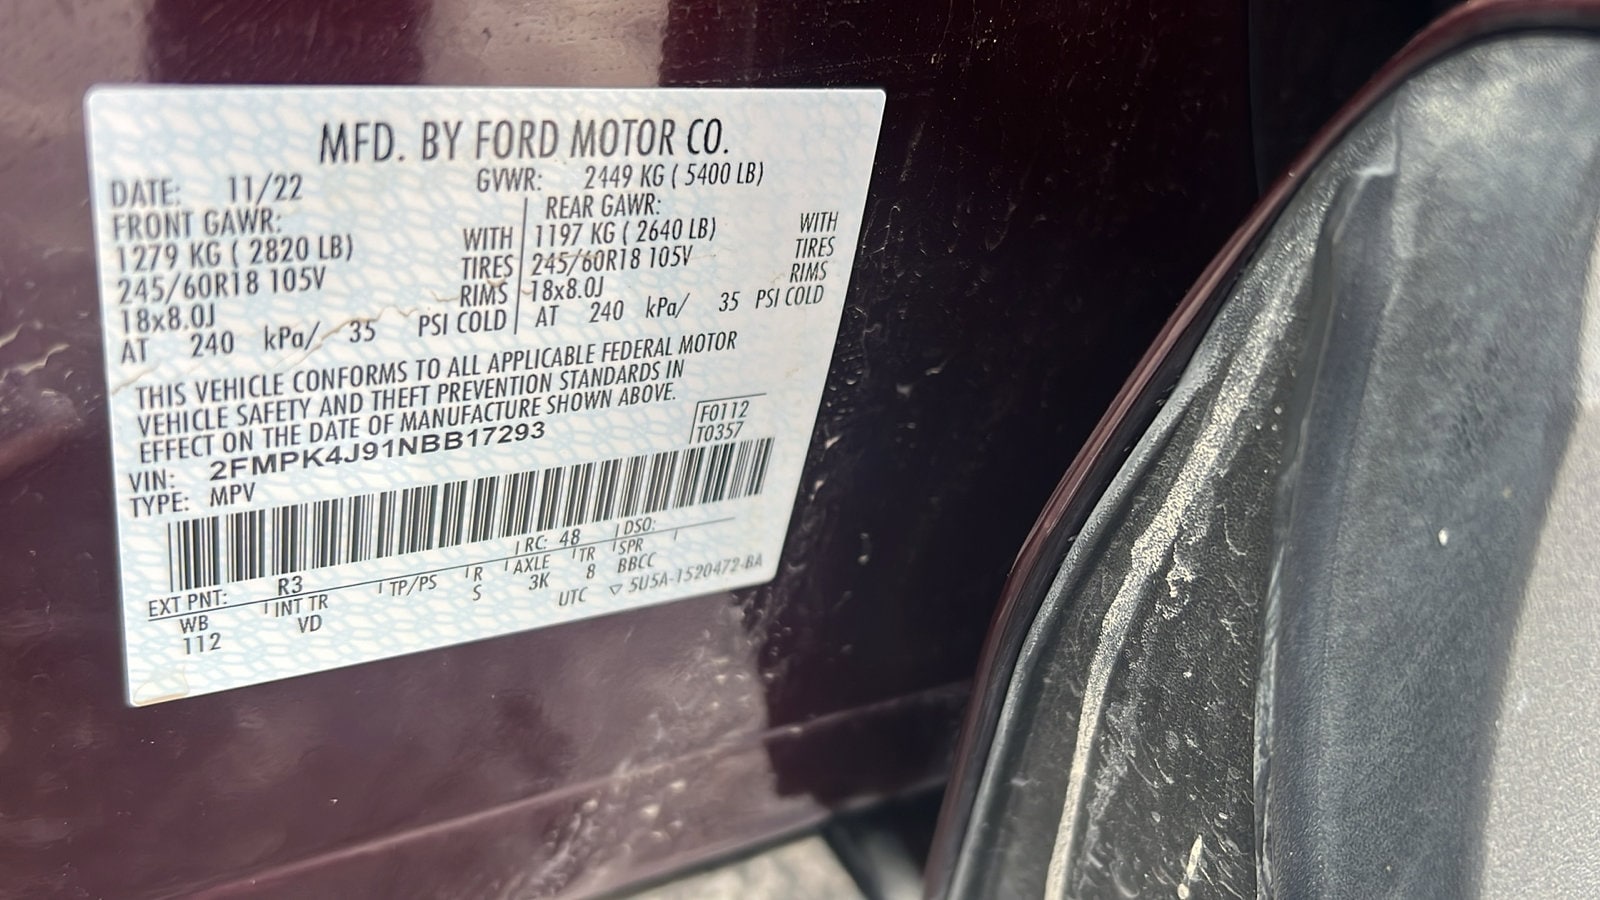 MFD. BY FORD MOTOR CO.
DATE: 11/22 GVWR: 2449 KG ( 5400 LB)
FRONT GAWR: REAR GAWR:
1279 KG ( 2820 LB) WITH 1197 KG ( 2640 LB) WITH
245/60R18 105V TIRES 245/60R18 105V TIRES
18x8.0J RIMS 18x8.0J RIMS
AT 240 kPa/ 35 PSI COLD AT 240 kPa/ 35 PSI COLD
THIS VEHICLE CONFORMS TO ALL APPLICABLE FEDERAL MOTOR
VEHICLE SAFETY AND THEFT PREVENTION STANDARDS IN
EFFECT ON THE DATE OF MANUFACTURE SHOWN ABOVE.
F0112
T0357
VIN: 2FMPK4J91NBB17293
TYPE: MPV
EXT PNT: R3 RC: 48 DSO:
WB INT TR TP/PS R AXLE TR SPR
112 VD S 3K 8 BBCC
UTC ▽ 5U5A-1520472-BA